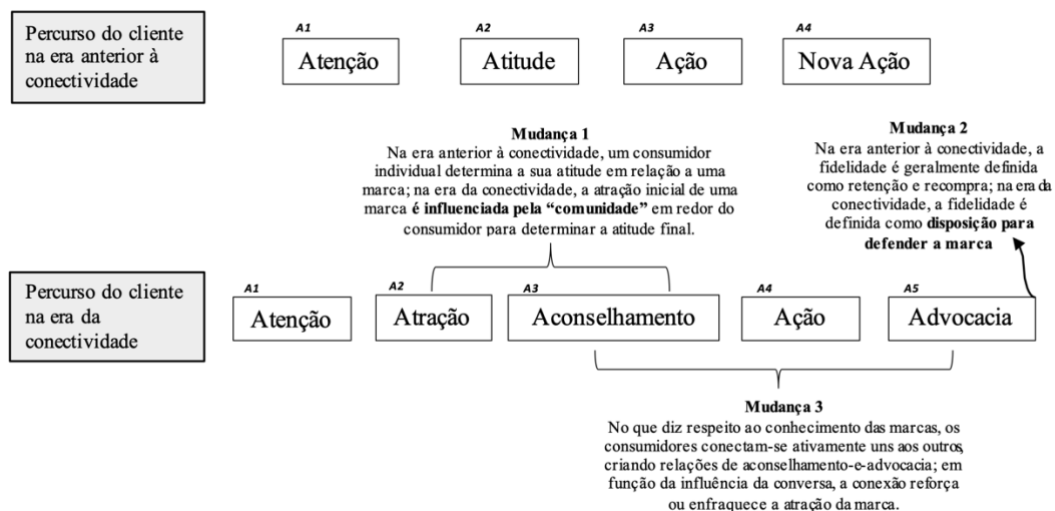 Percurso do cliente
na era anterior à
conectividade
A1
Atenção
A2
Atitude
A3
Ação
A4
Nova Ação
Mudança 1
Na era anterior à conectividade, um consumidor
individual determina a sua atitude em relação a uma
marca; na era da conectividade, a atração inicial de uma
marca é influenciada pela “comunidade” em redor do
consumidor para determinar a atitude final.
Mudança 2
Na era anterior à conectividade, a
fidelidade é geralmente definida
como retenção e recompra; na era da
conectividade, a fidelidade é
definida como disposição para
defender a marca
Percurso do cliente
na era da
conectividade
A1
Atenção
A2
Atração
A3
Aconselhamento
A4
Ação
A5
Advocacia
Mudança 3
No que diz respeito ao conhecimento das marcas, os
consumidores conectam-se ativamente uns aos outros,
criando relações de aconselhamento-e-advocacia; em
função da influência da conversa, a conexão reforça
ou enfraquece a atração da marca.